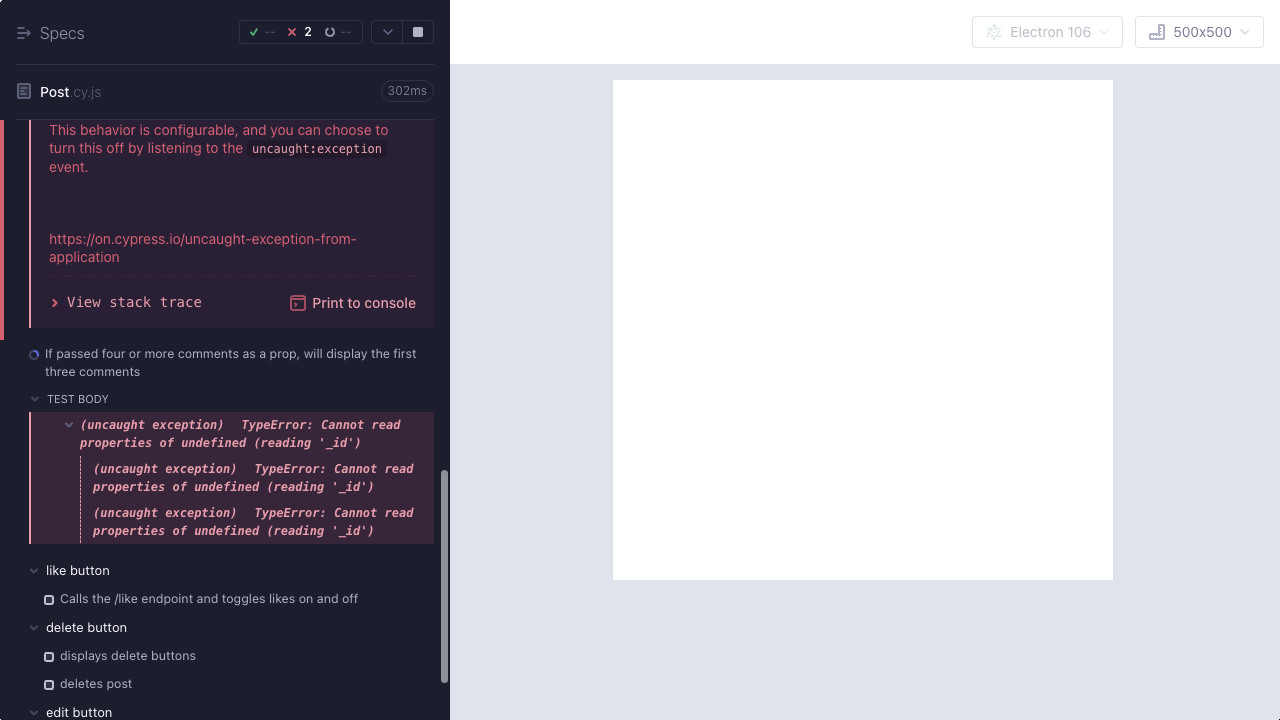 Specs
--
2
--
Electron 106
500x500
Post.cy.js
302ms
This behavior is configurable, and you can choose to
turn this off by listening to the uncaught:exception
event.
https://on.cypress.io/uncaught-exception-from-
application
View stack trace
Print to console
If passed four or more comments as a prop, will display the first
three comments
TEST BODY
(uncaught exception) TypeError: Cannot read
properties of undefined (reading '_id')
(uncaught exception) TypeError: Cannot read
properties of undefined (reading '_id')
(uncaught exception) TypeError: Cannot read
properties of undefined (reading '_id')
like button
Calls the /like endpoint and toggles likes on and off
delete button
displays delete buttons
deletes post
edit button